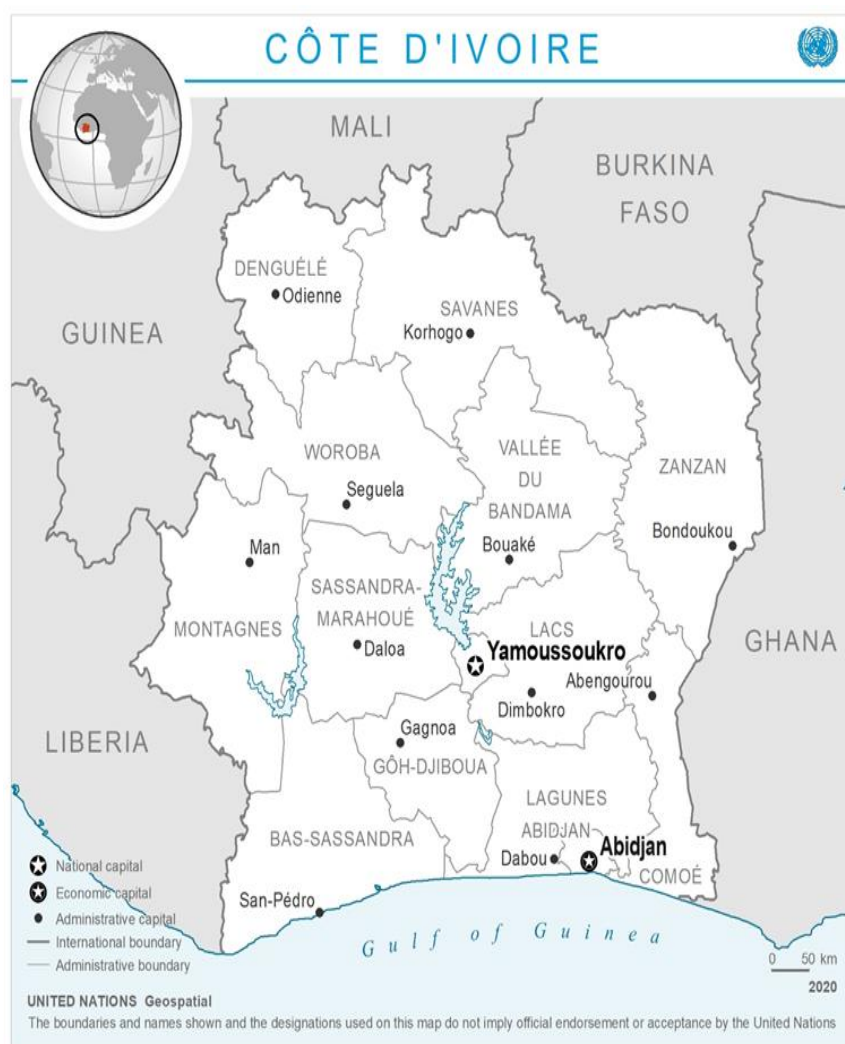 CÔTE D'IVOIRE
MALI
BURKINA
FASO
DENGUÉLÉ
Odienne
SAVANES
GUINEA
Korhogo
WOROBA
VALLÉE
DU
BANDAMA
ZANZAN
Seguela
Bondoukou
Man
Bouaké
SASSANDRA-
MARAHOUÉ
MONTAGNES
LACS
Daloa
Yamoussoukro
GHANA
Abengourou
Dimbokro
LIBERIA
Gagnoa
GÔH-DJIBOUA
LAGUNES
BAS-SASSANDRA
ABIDJAN
Abidjan
Dabou
COMOÉ
San-Pédro
Gulf of Guinea
National capital
Economic capital
Administrative capital
International boundary
Administrative boundary
0 50 km
2020
UNITED NATIONS Geospatial
The boundaries and names shown and the designations used on this map do not imply official endorsement or acceptance by the United Nations